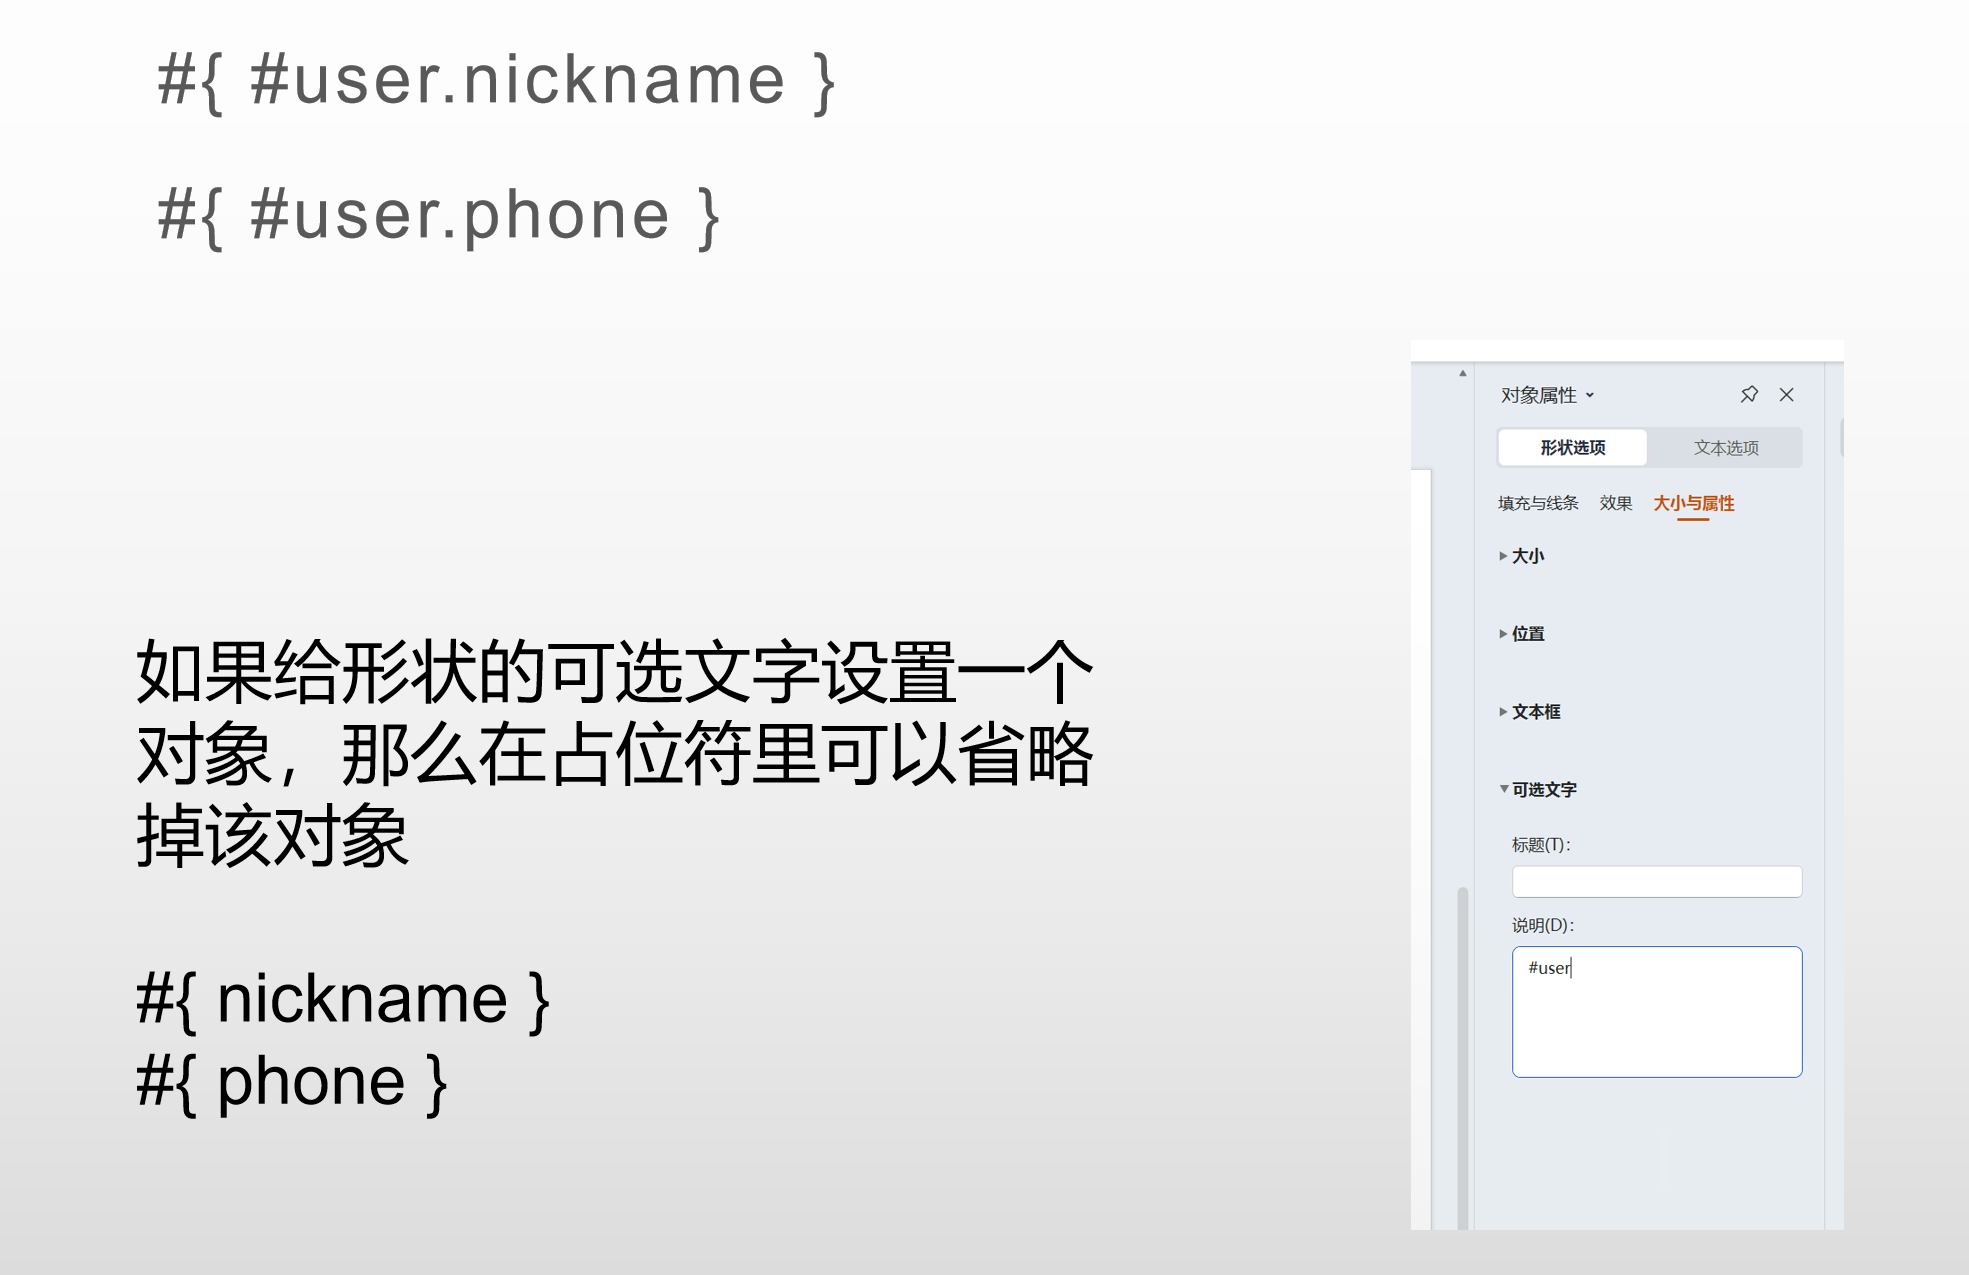 #{ #user.nickname }
#{ #user.phone }
如果给形状的可选文字设置一个
对象，那么在占位符里可以省略
掉该对象
#{ nickname }
#{ phone }
对象属性
形状选项 文本选项
填充与线条 效果 大小与属性
大小
位置
文本框
可选文字
标题(T)：
说明(D)：
#user